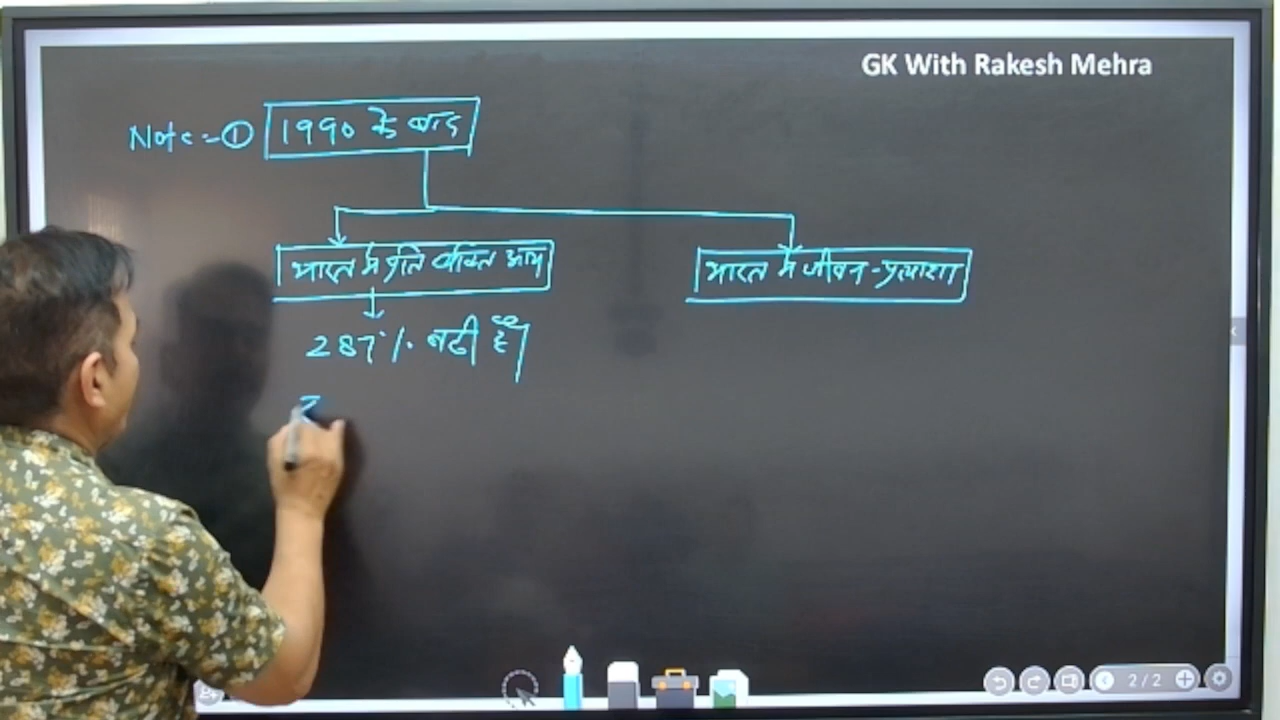 GK With Rakesh Mehra
Note:- ① 1990 के बाद
भारत में प्रति व्यक्ति आय
भारत में जीवन-प्रत्याशा
287% बढी है।
2/2